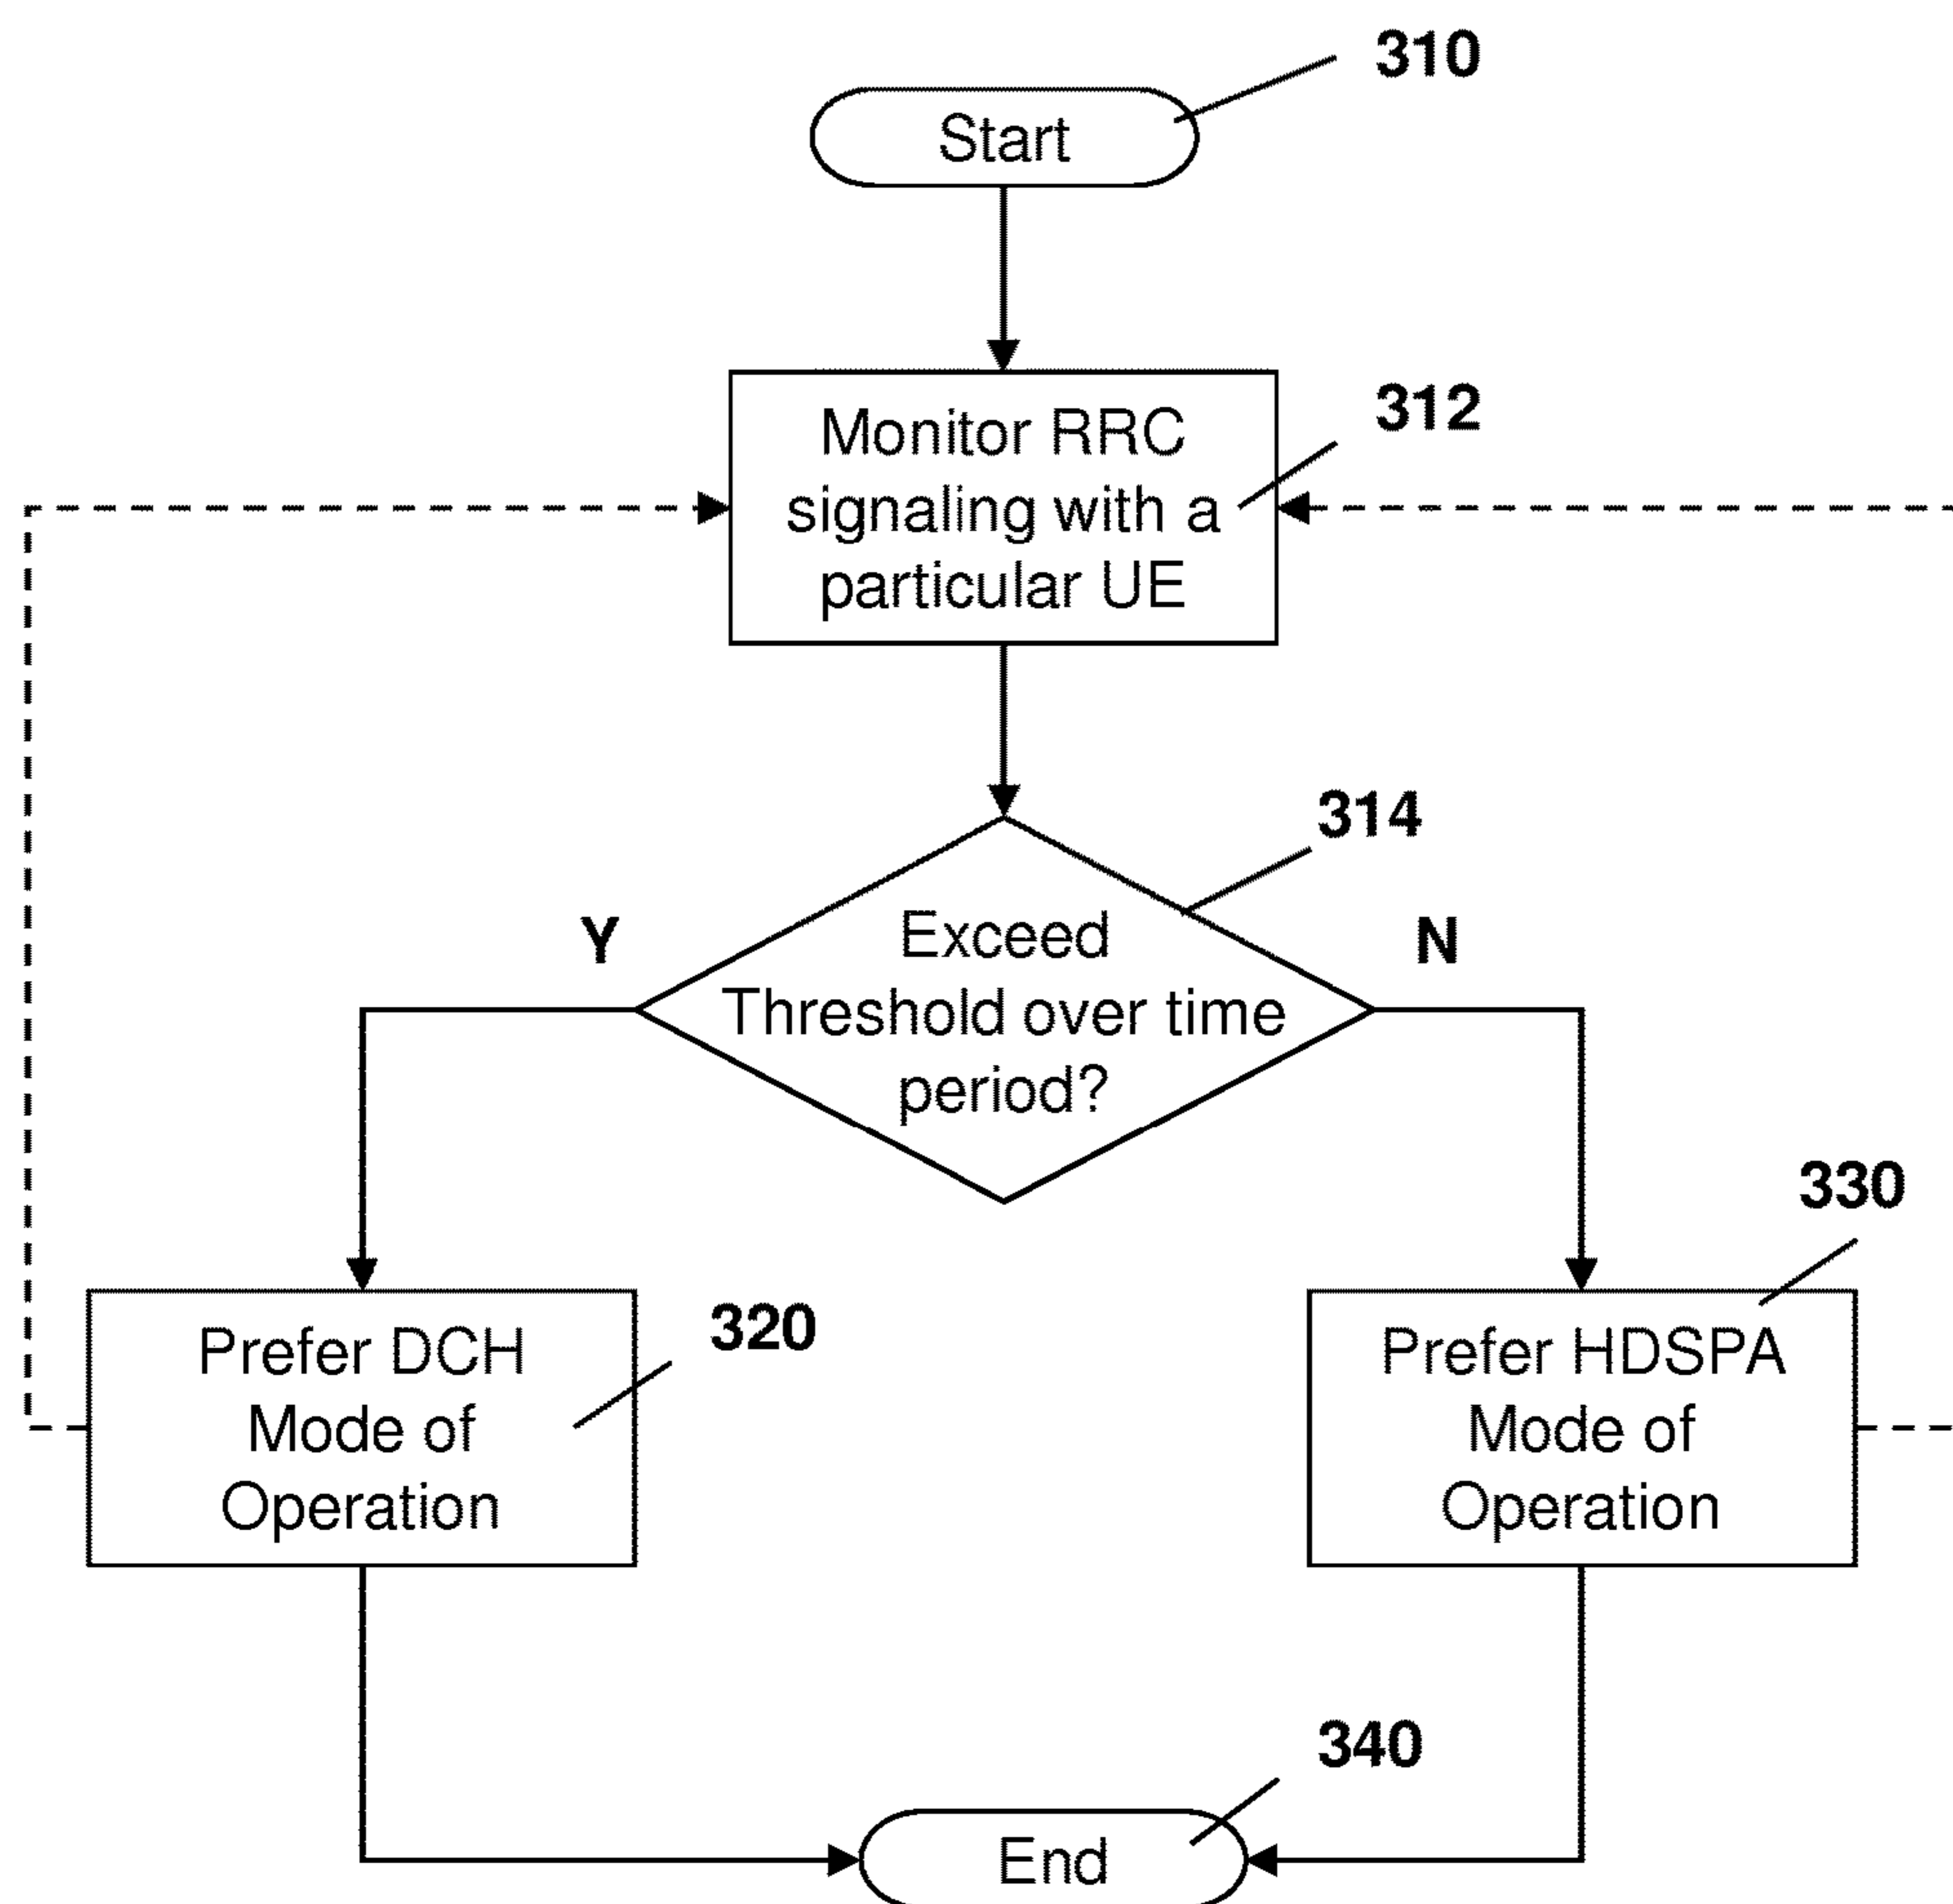 310
Start
312
Monitor RRC
signaling with a
particular UE
314
Y
N
Exceed
Threshold over time
period?
330
320
Prefer DCH
Mode of
Operation
Prefer HDSPA
Mode of
Operation
340
End